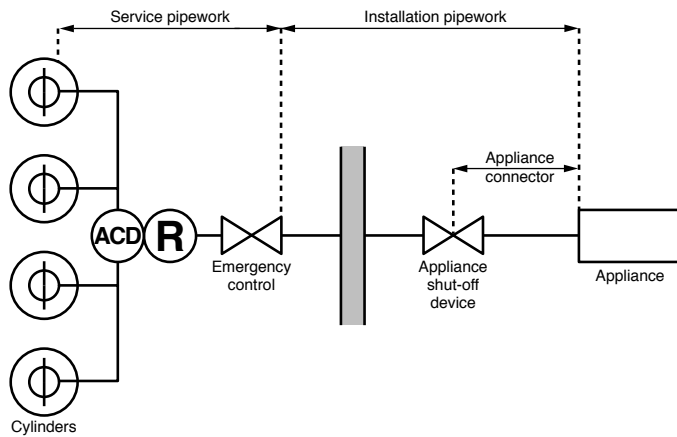 Service pipework
Installation pipework
Appliance
connector
ACD
R
Emergency
control
Appliance
shut-off
device
Appliance
Cylinders